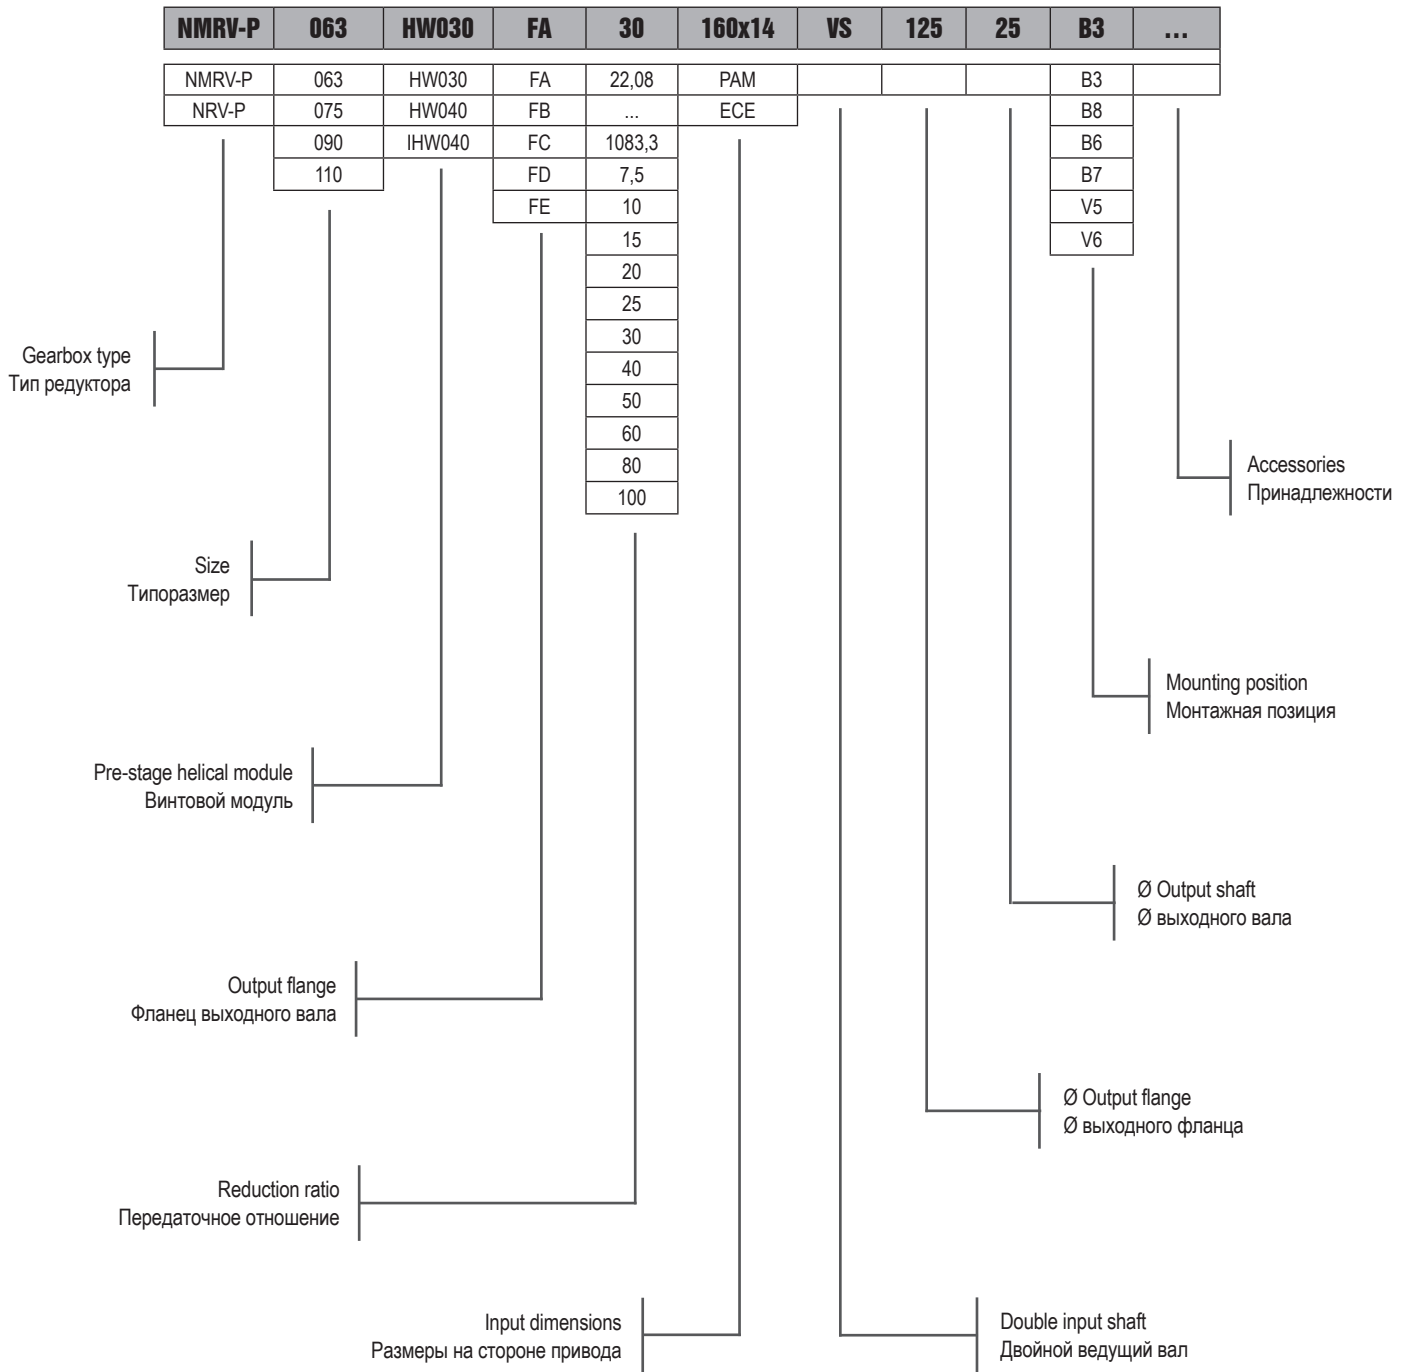 NMRV-P 063 HW030 FA 30 160x14 VS 125 25 B3 ...
NMRV-P 063 HW030 FA 22,08 PAM B3
NRV-P 075 HW040 FB ... ECE B8
090 IHW040 FC 1083,3 B6
110 FD 7,5 B7
FE 10 V5
15 V6
20
25
30
40
50
60
80
100
Gearbox type
Тип редуктора
Accessories
Принадлежности
Size
Типоразмер
Mounting position
Монтажная позиция
Pre-stage helical module
Винтовой модуль
Ø Output shaft
Ø выходного вала
Output flange
Фланец выходного вала
Ø Output flange
Ø выходного фланца
Reduction ratio
Передаточное отношение
Input dimensions
Размеры на стороне привода
Double input shaft
Двойной ведущий вал